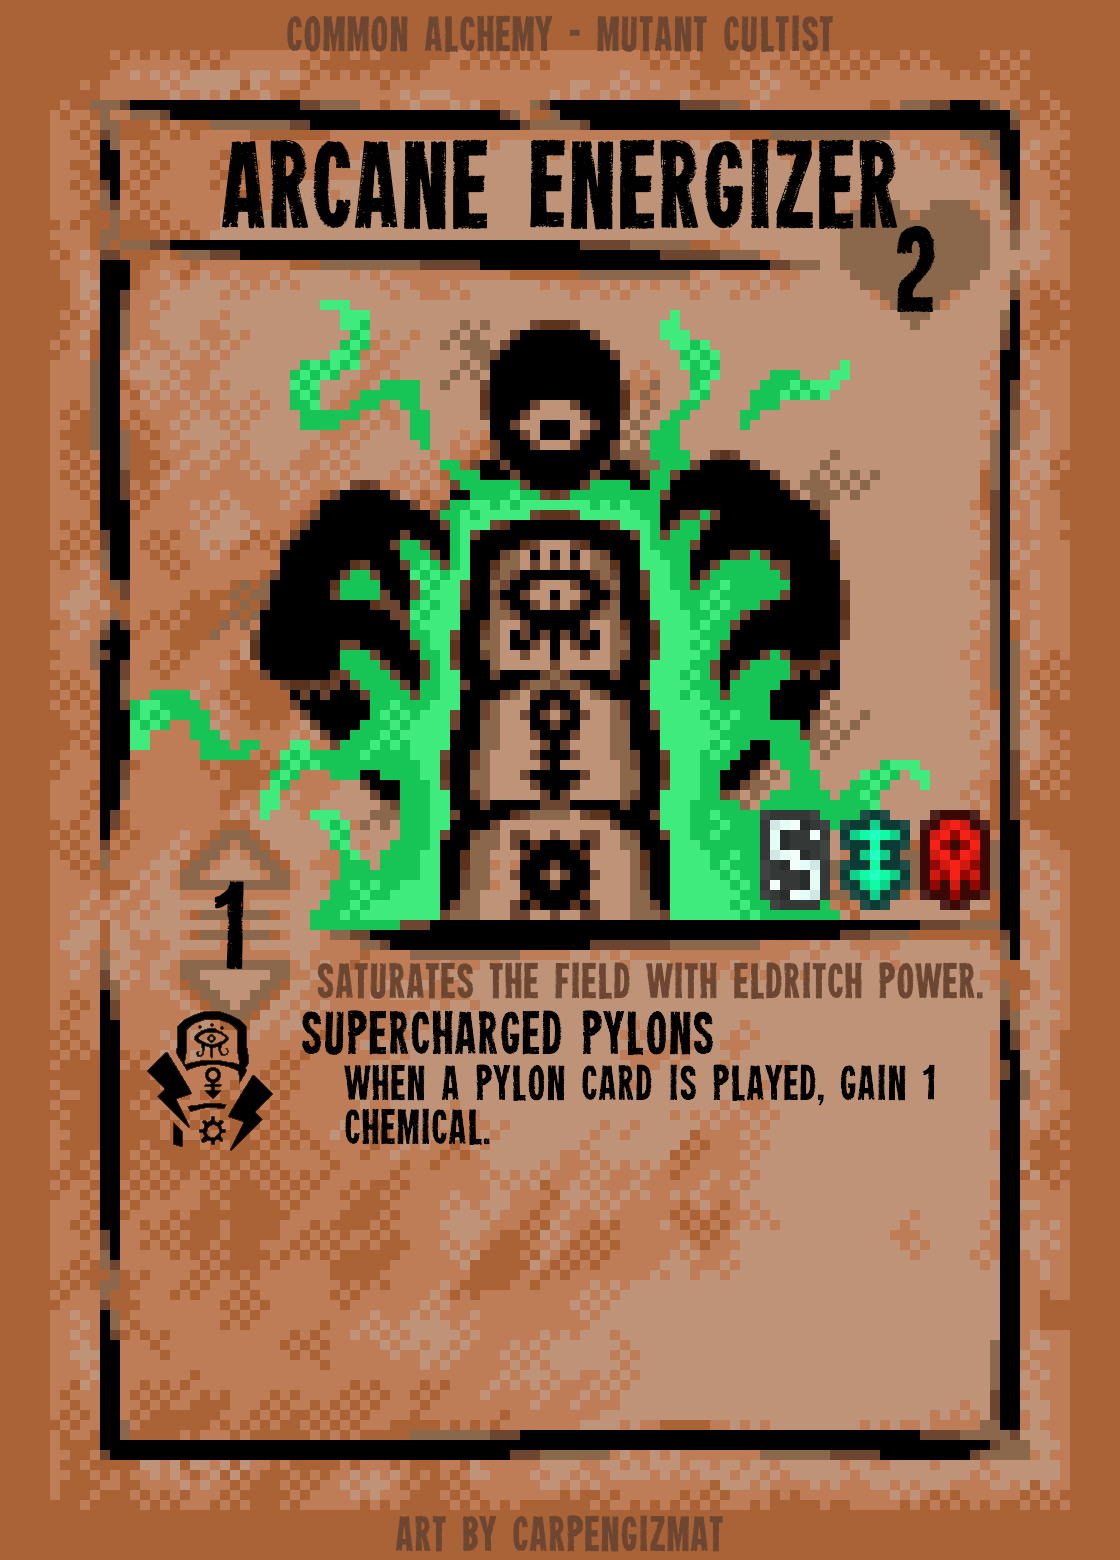 COMMON ALCHEMY - MUTANT CULTIST
ARCANE ENERGIZER
2
S
1
SATURATES THE FIELD WITH ELDRITCH POWER.
SUPERCHARGED PYLONS
WHEN A PYLON CARD IS PLAYED, GAIN 1
CHEMICAL.
ART BY CARPENGIZMAT